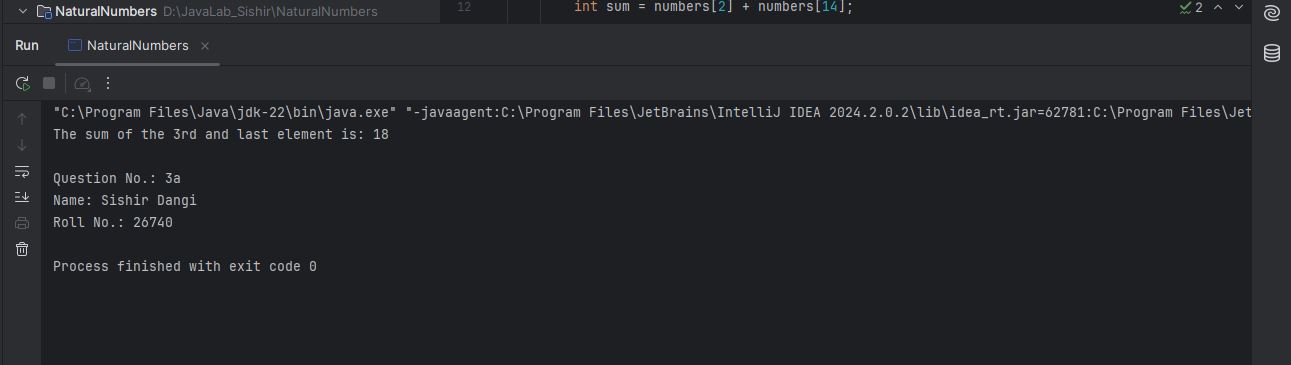 NaturalNumbers D:\JavaLab_Sishir\NaturalNumbers
12 int sum = numbers[2] + numbers[14];
2
Run NaturalNumbers
"C:\Program Files\Java\jdk-22\bin\java.exe" "-javaagent:C:\Program Files\JetBrains\IntelliJ IDEA 2024.2.0.2\lib\idea_rt.jar=62781:C:\Program Files\Jet
The sum of the 3rd and last element is: 18
Question No.: 3a
Name: Sishir Dangi
Roll No.: 26740
Process finished with exit code 0